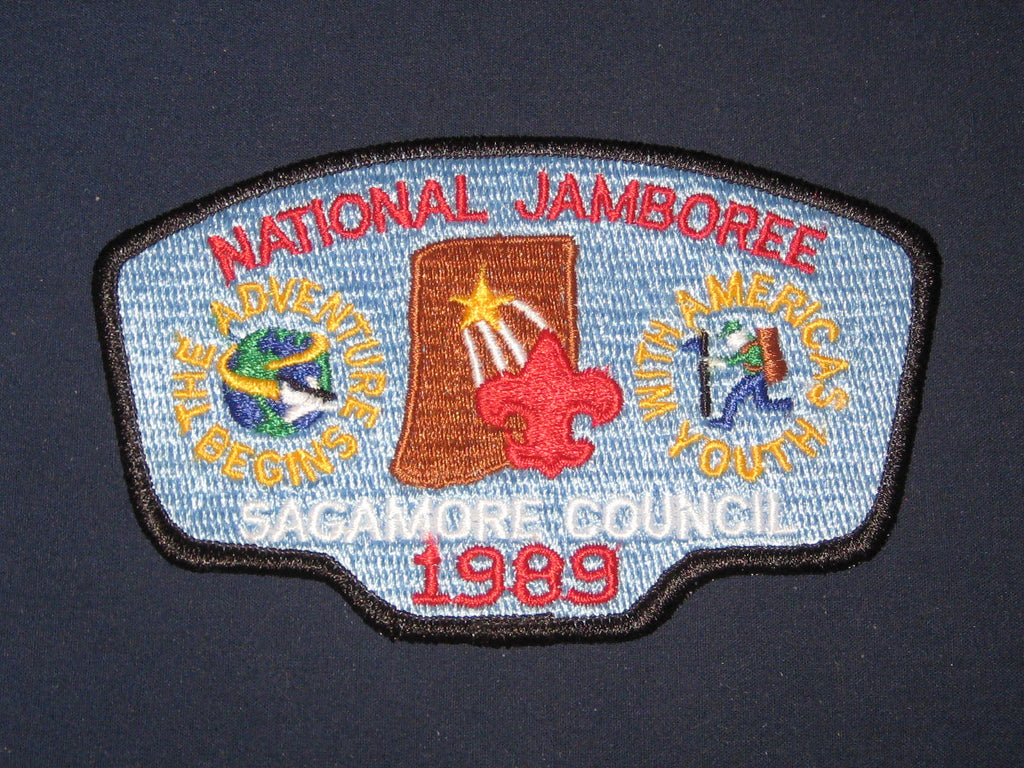 NATIONAL JAMBOREE
THE ADVENTURE
BEGINS
WITH AMERICAS
YOUTH
SAGAMORE COUNCIL
1989